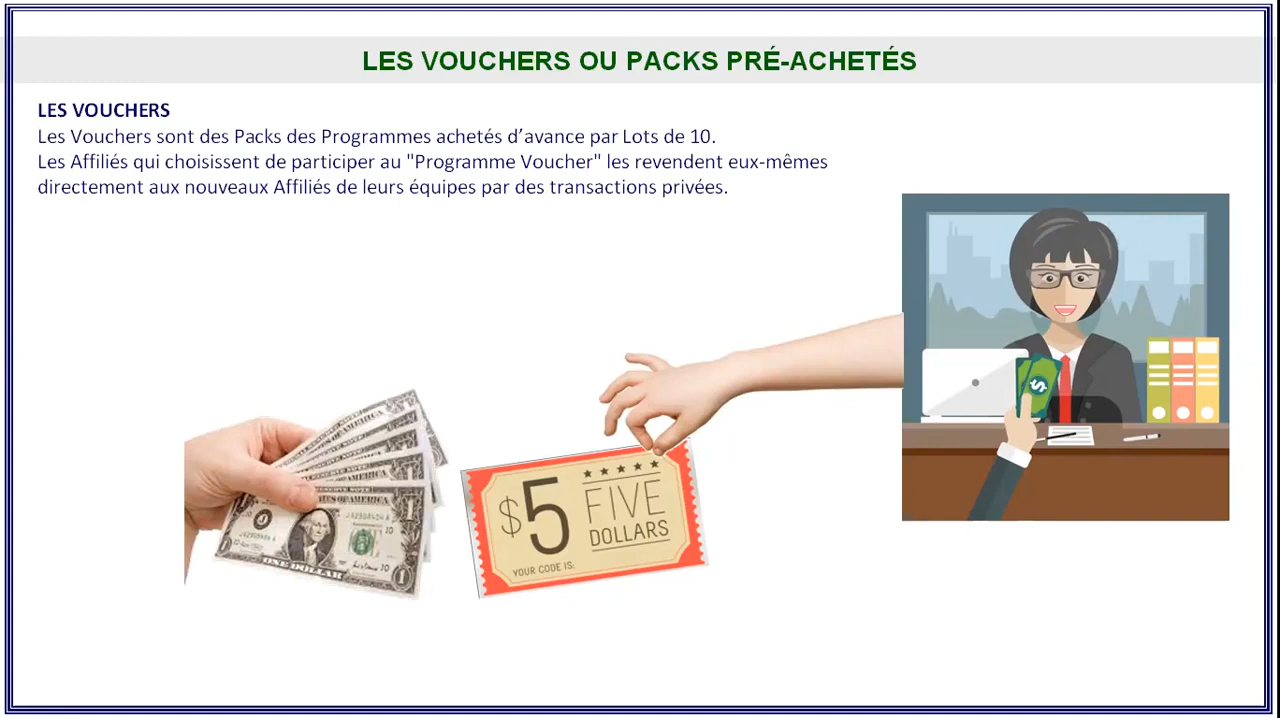 LES VOUCHERS OU PACKS PRÉ-ACHETÉS
LES VOUCHERS
Les Vouchers sont des Packs des Programmes achetés d’avance par Lots de 10.
Les Affiliés qui choisissent de participer au "Programme Voucher" les revendent eux-mêmes
directement aux nouveaux Affiliés de leurs équipes par des transactions privées.
$5 FIVE
DOLLARS
YOUR CODE IS:
ONE DOLLAR